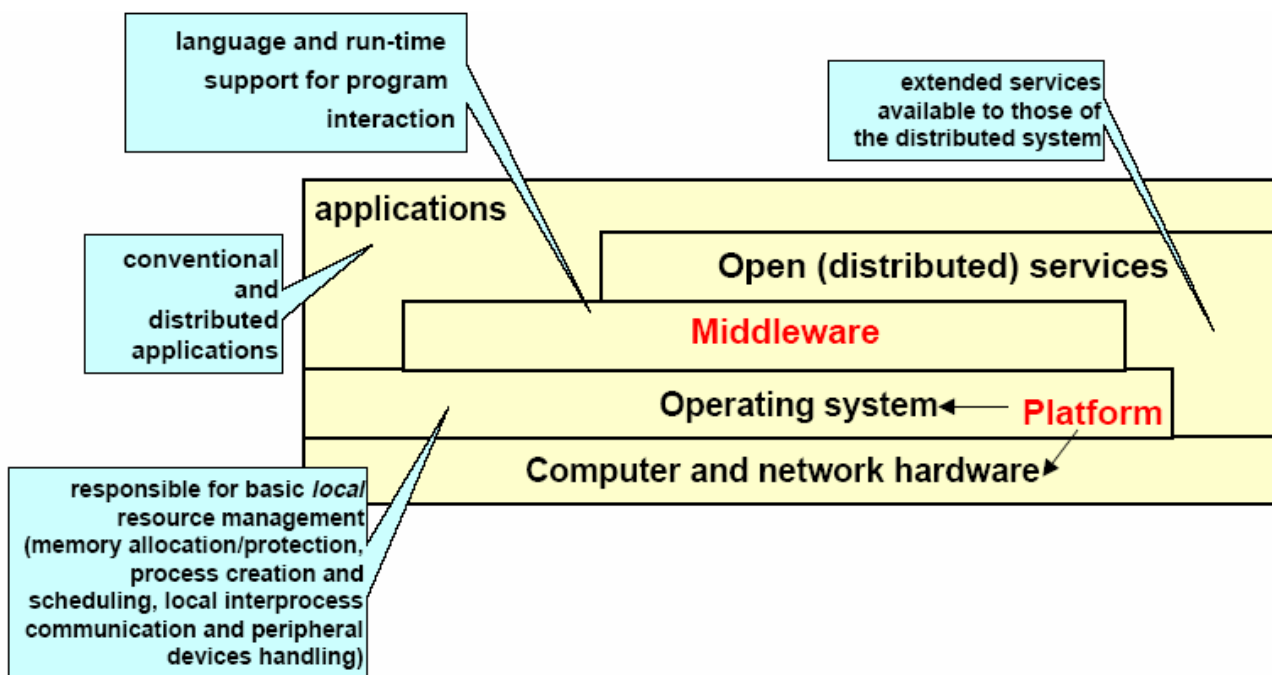 language and run-time
support for program
interaction
extended services
available to those of
the distributed system
applications
conventional
and
distributed
applications
Open (distributed) services
Middleware
Operating system
Platform
Computer and network hardware
responsible for basic local
resource management
(memory allocation/protection,
process creation and
scheduling, local interprocess
communication and peripheral
devices handling)